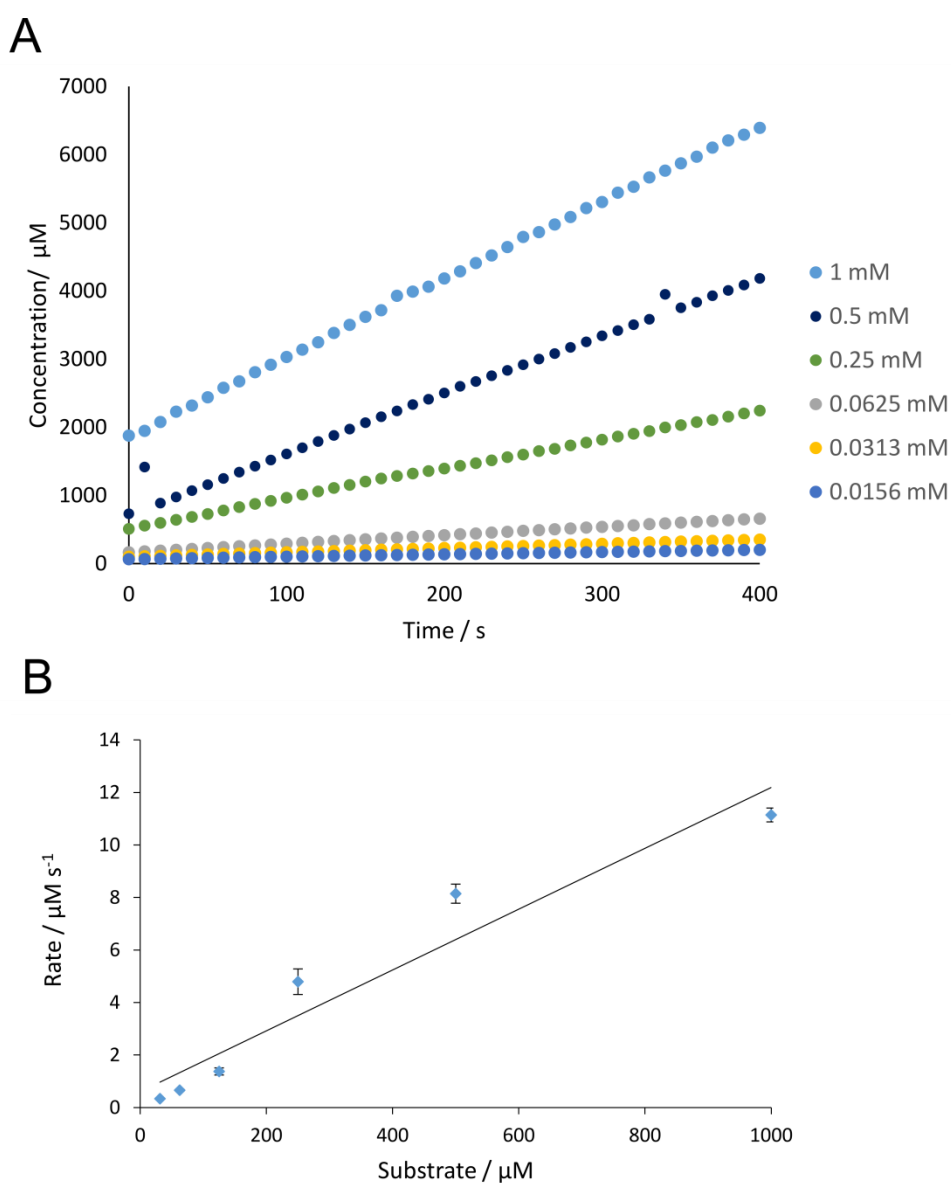 A
7000
6000
5000
4000
3000
2000
1000
0
Concentration/ μM
0 100 200 300 400
Time / s
1 mM
0.5 mM
0.25 mM
0.0625 mM
0.0313 mM
0.0156 mM
B
14
12
10
8
6
4
2
0
Rate / μM s⁻¹
0 200 400 600 800 1000
Substrate / μM